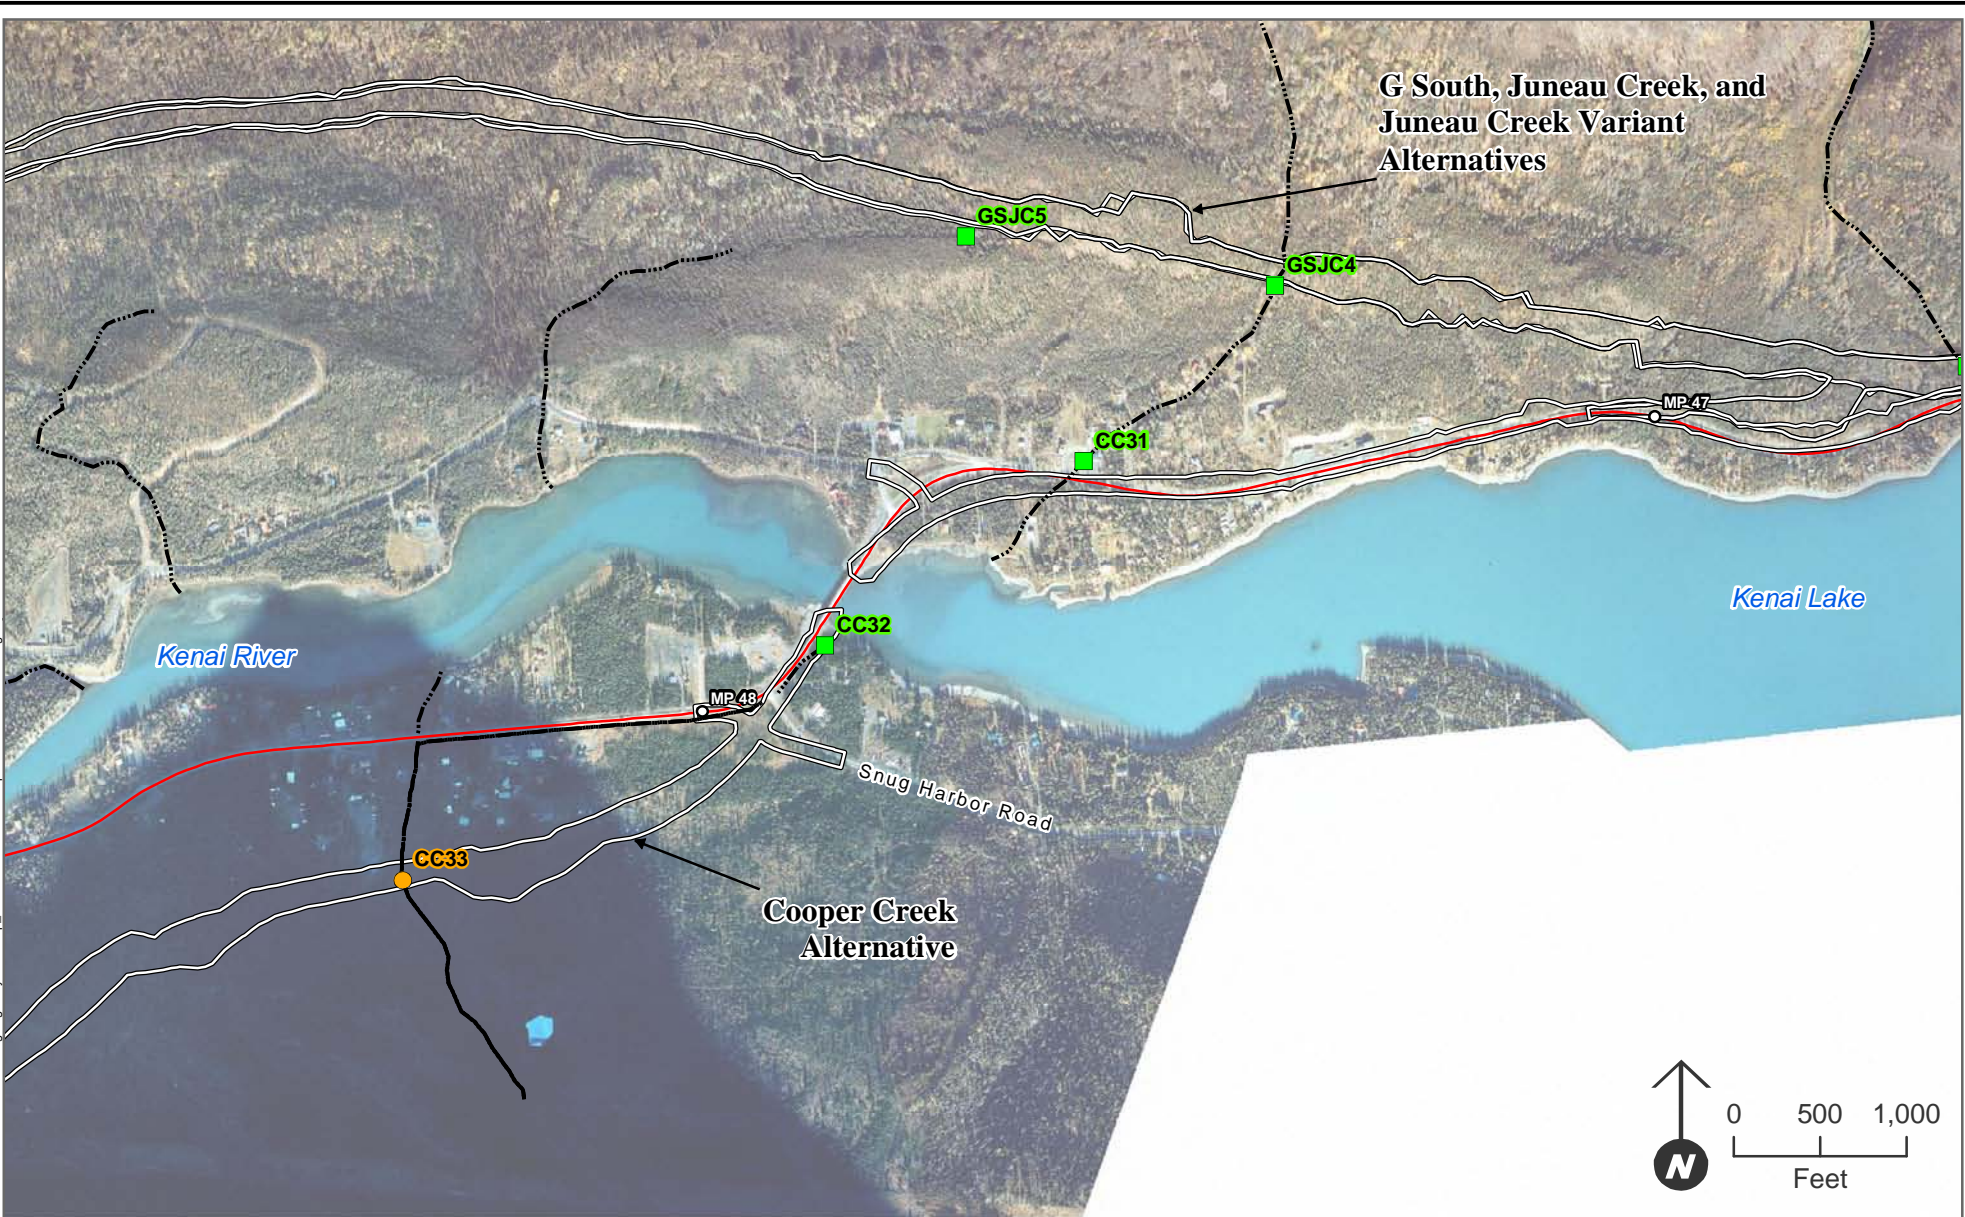 G South, Juneau Creek, and
Juneau Creek Variant
Alternatives
GSJC5
GSJC4
MP 47
CC31
Kenai Lake
CC32
Kenai River
MP 48
Snug Harbor Road
CC33
Cooper Creek
Alternative
0 500 1,000
Feet
N